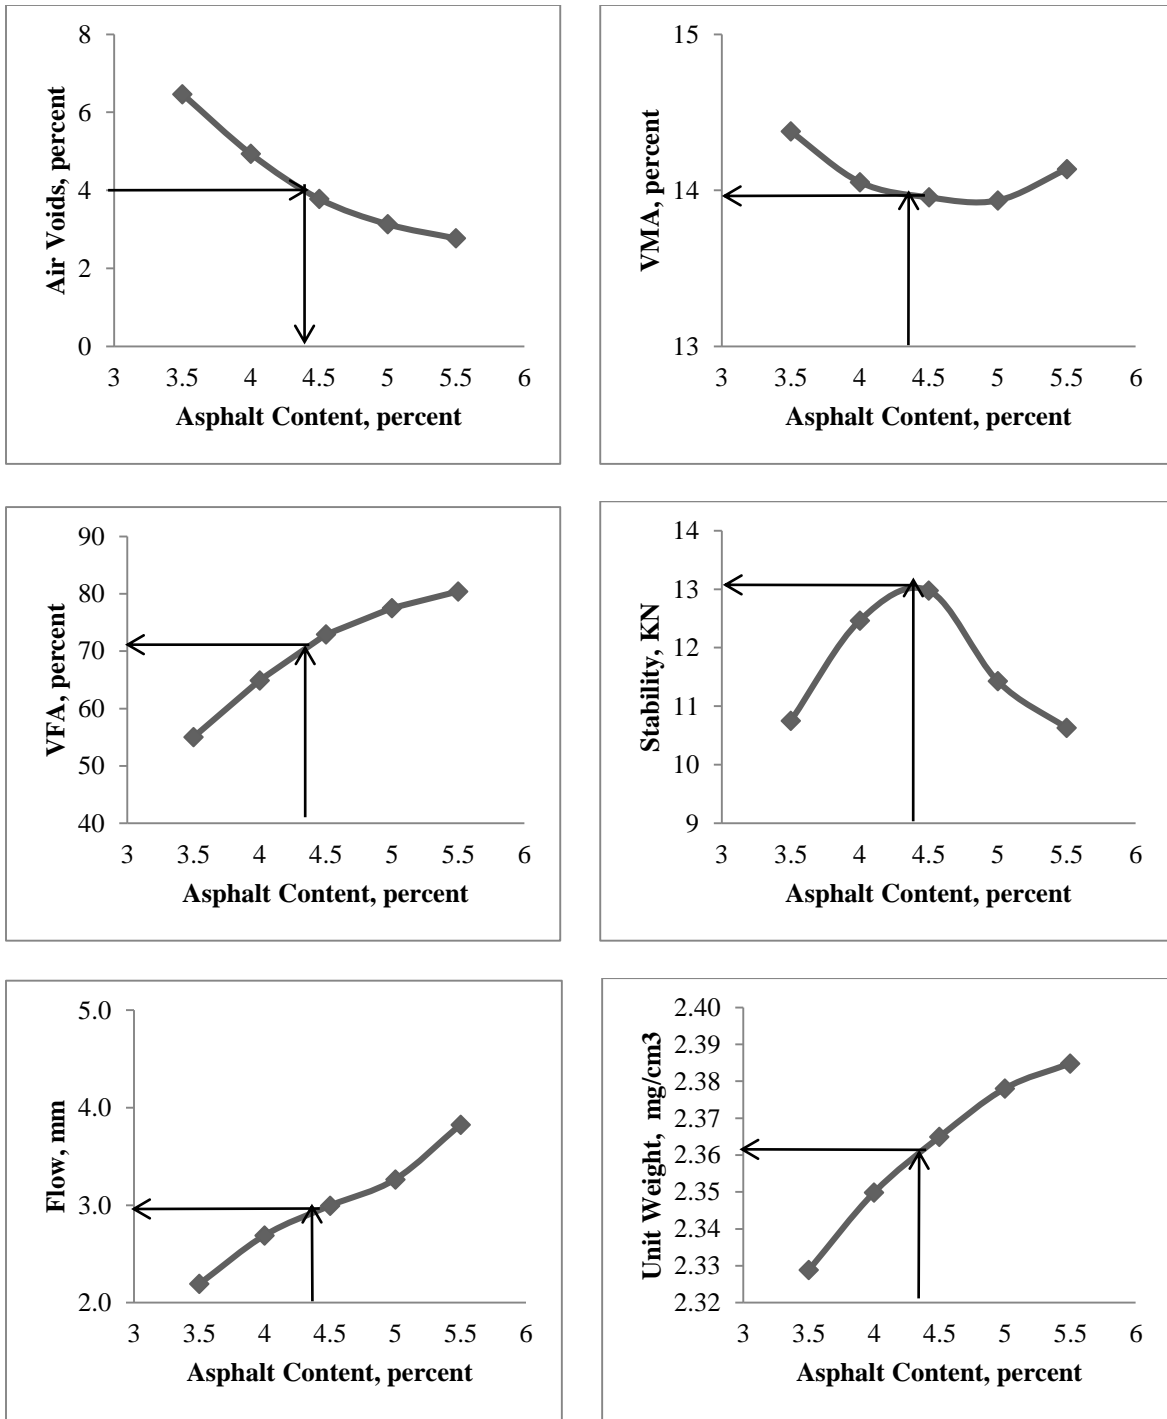 8
6
4
2
0
3 3.5 4 4.5 5 5.5 6
Air Voids, percent
Asphalt Content, percent
15
14
13
3 3.5 4 4.5 5 5.5 6
VMA, percent
Asphalt Content, percent
90
80
70
60
50
40
3 3.5 4 4.5 5 5.5 6
VFA, percent
Asphalt Content, percent
14
13
12
11
10
9
3 3.5 4 4.5 5 5.5 6
Stability, KN
Asphalt Content, percent
5.0
4.0
3.0
2.0
3 3.5 4 4.5 5 5.5 6
Flow, mm
Asphalt Content, percent
2.40
2.39
2.38
2.37
2.36
2.35
2.34
2.33
2.32
3 3.5 4 4.5 5 5.5 6
Unit Weight, mg/cm3
Asphalt Content, percent